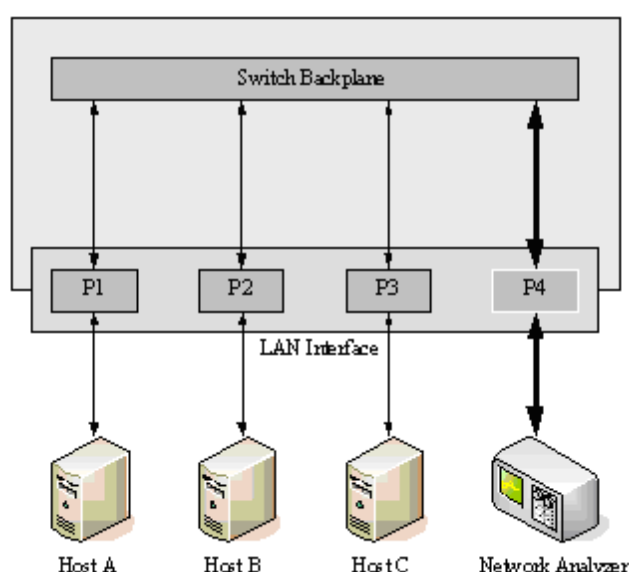 Switch Backplane
P1 P2 P3 P4
LAN Interface
Host A Host B Host C Network Analyzer